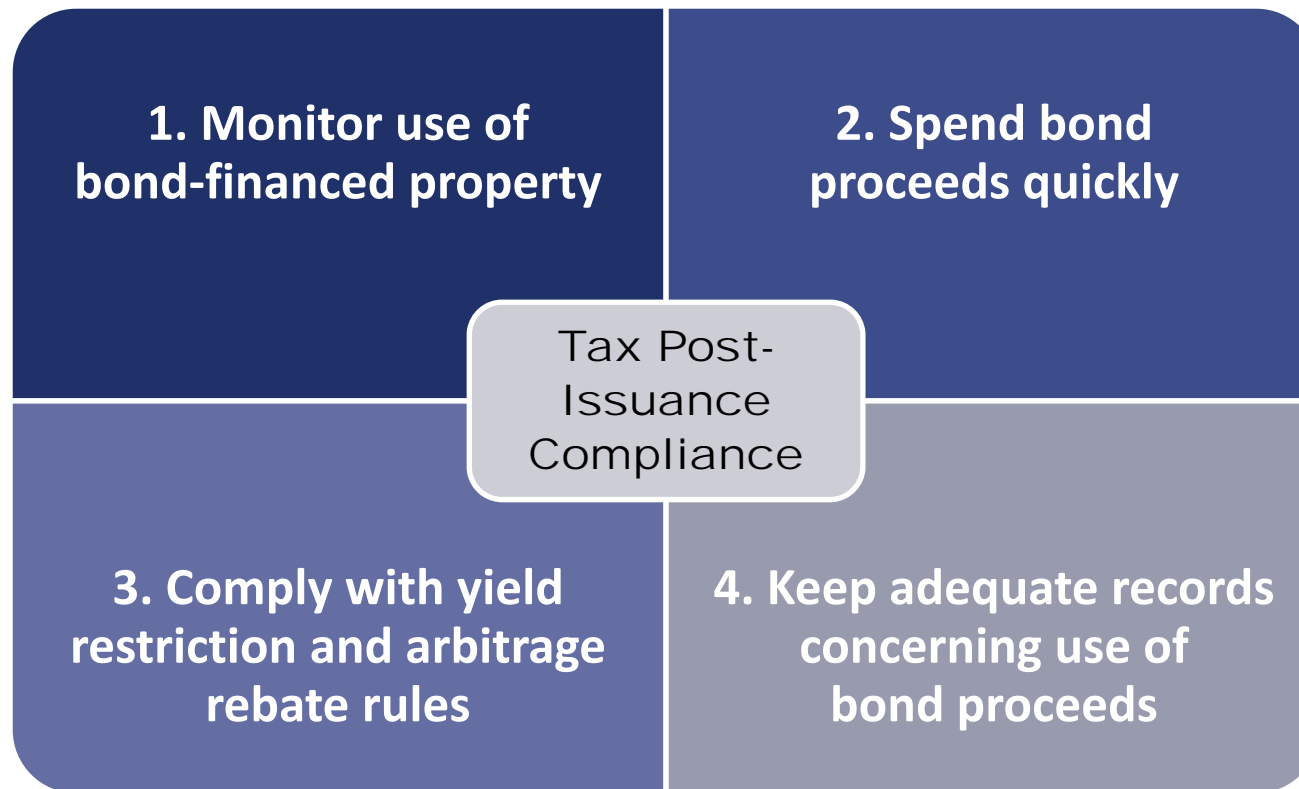 1. Monitor use of
bond-financed property
2. Spend bond
proceeds quickly
Tax Post-
Issuance
Compliance
3. Comply with yield
restriction and arbitrage
rebate rules
4. Keep adequate records
concerning use of
bond proceeds